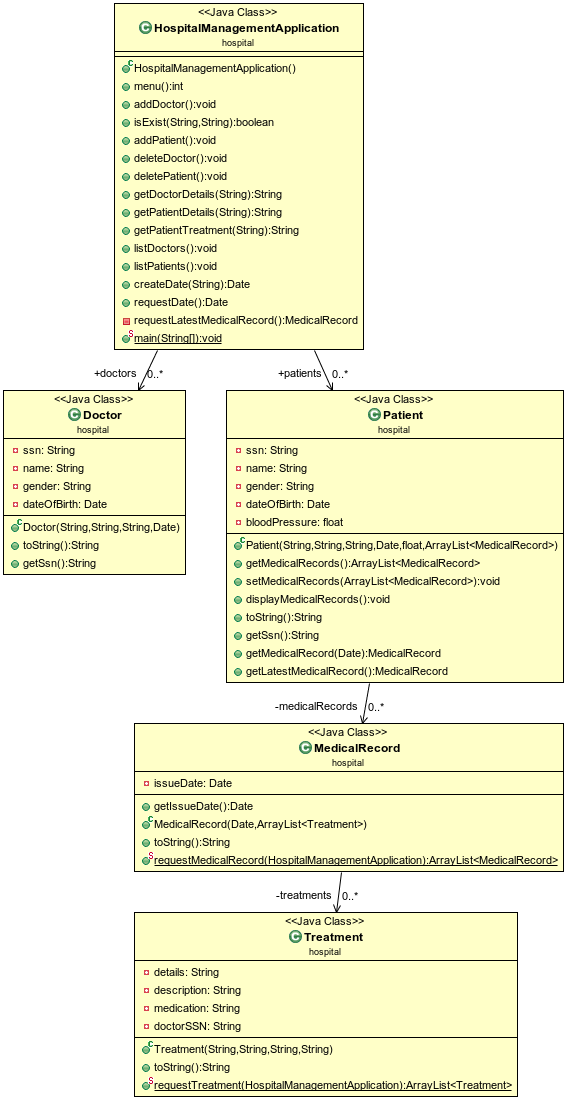 <<Java Class>>
HospitalManagementApplication
hospital
HospitalManagementApplication()
menu():int
addDoctor():void
isExist(String,String):boolean
addPatient():void
deleteDoctor():void
deletePatient():void
getDoctorDetails(String):String
getPatientDetails(String):String
getPatientTreatment(String):String
listDoctors():void
listPatients():void
createDate(String):Date
requestDate():Date
requestLatestMedicalRecord():MedicalRecord
main(String[]):void
+doctors 0..*
+patients 0..*
<<Java Class>>
Doctor
hospital
ssn: String
name: String
gender: String
dateOfBirth: Date
Doctor(String,String,String,Date)
toString():String
getSsn():String
<<Java Class>>
Patient
hospital
ssn: String
name: String
gender: String
dateOfBirth: Date
bloodPressure: float
Patient(String,String,String,Date,float,ArrayList<MedicalRecord>)
getMedicalRecords():ArrayList<MedicalRecord>
setMedicalRecords(ArrayList<MedicalRecord>):void
displayMedicalRecords():void
toString():String
getSsn():String
getMedicalRecord(Date):MedicalRecord
getLatestMedicalRecord():MedicalRecord
-medicalRecords 0..*
<<Java Class>>
MedicalRecord
hospital
issueDate: Date
getIssueDate():Date
MedicalRecord(Date,ArrayList<Treatment>)
toString():String
requestMedicalRecord(HospitalManagementApplication):ArrayList<MedicalRecord>
-treatments 0..*
<<Java Class>>
Treatment
hospital
details: String
description: String
medication: String
doctorSSN: String
Treatment(String,String,String,String)
toString():String
requestTreatment(HospitalManagementApplication):ArrayList<Treatment>